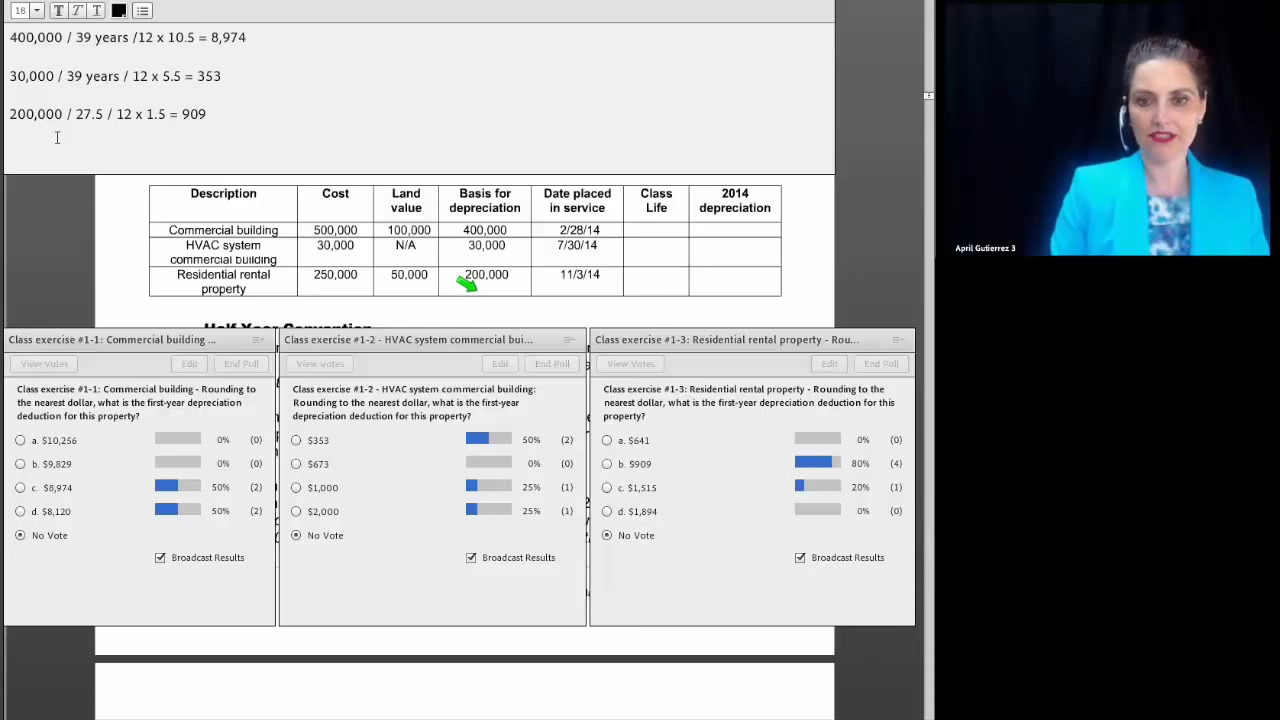 18 T T T
400,000 / 39 years /12 x 10.5 = 8,974
30,000 / 39 years / 12 x 5.5 = 353
200,000 / 27.5 / 12 x 1.5 = 909
Description Cost Land value Basis for depreciation Date placed in service Class Life 2014 depreciation
Commercial building 500,000 100,000 400,000 2/28/14
HVAC system commercial building 30,000 N/A 30,000 7/30/14
Residential rental property 250,000 50,000 200,000 11/3/14
Half-Year Convention
Class exercise #1-1: Commercial building ...
View Votes Edit End Poll
Class exercise #1-1: Commercial building - Rounding to
the nearest dollar, what is the first-year depreciation
deduction for this property?
a. $10,256 0% (0)
b. $9,829 0% (0)
c. $8,974 50% (2)
d. $8,120 50% (2)
No Vote
Broadcast Results
Class exercise #1-2 - HVAC system commercial bui...
View Votes Edit End Poll
Class exercise #1-2 - HVAC system commercial building:
Rounding to the nearest dollar, what is the first-year
depreciation deduction for this property?
$353 50% (2)
$673 0% (0)
$1,000 25% (1)
$2,000 25% (1)
No Vote
Broadcast Results
Class exercise #1-3: Residential rental property - Rou...
View Votes Edit End Poll
Class exercise #1-3: Residential rental property - Rounding to the
nearest dollar, what is the first-year depreciation deduction for this
property?
a. $641 0% (0)
b. $909 80% (4)
c. $1,515 20% (1)
d. $1,894 0% (0)
No Vote
Broadcast Results
April Gutierrez 3